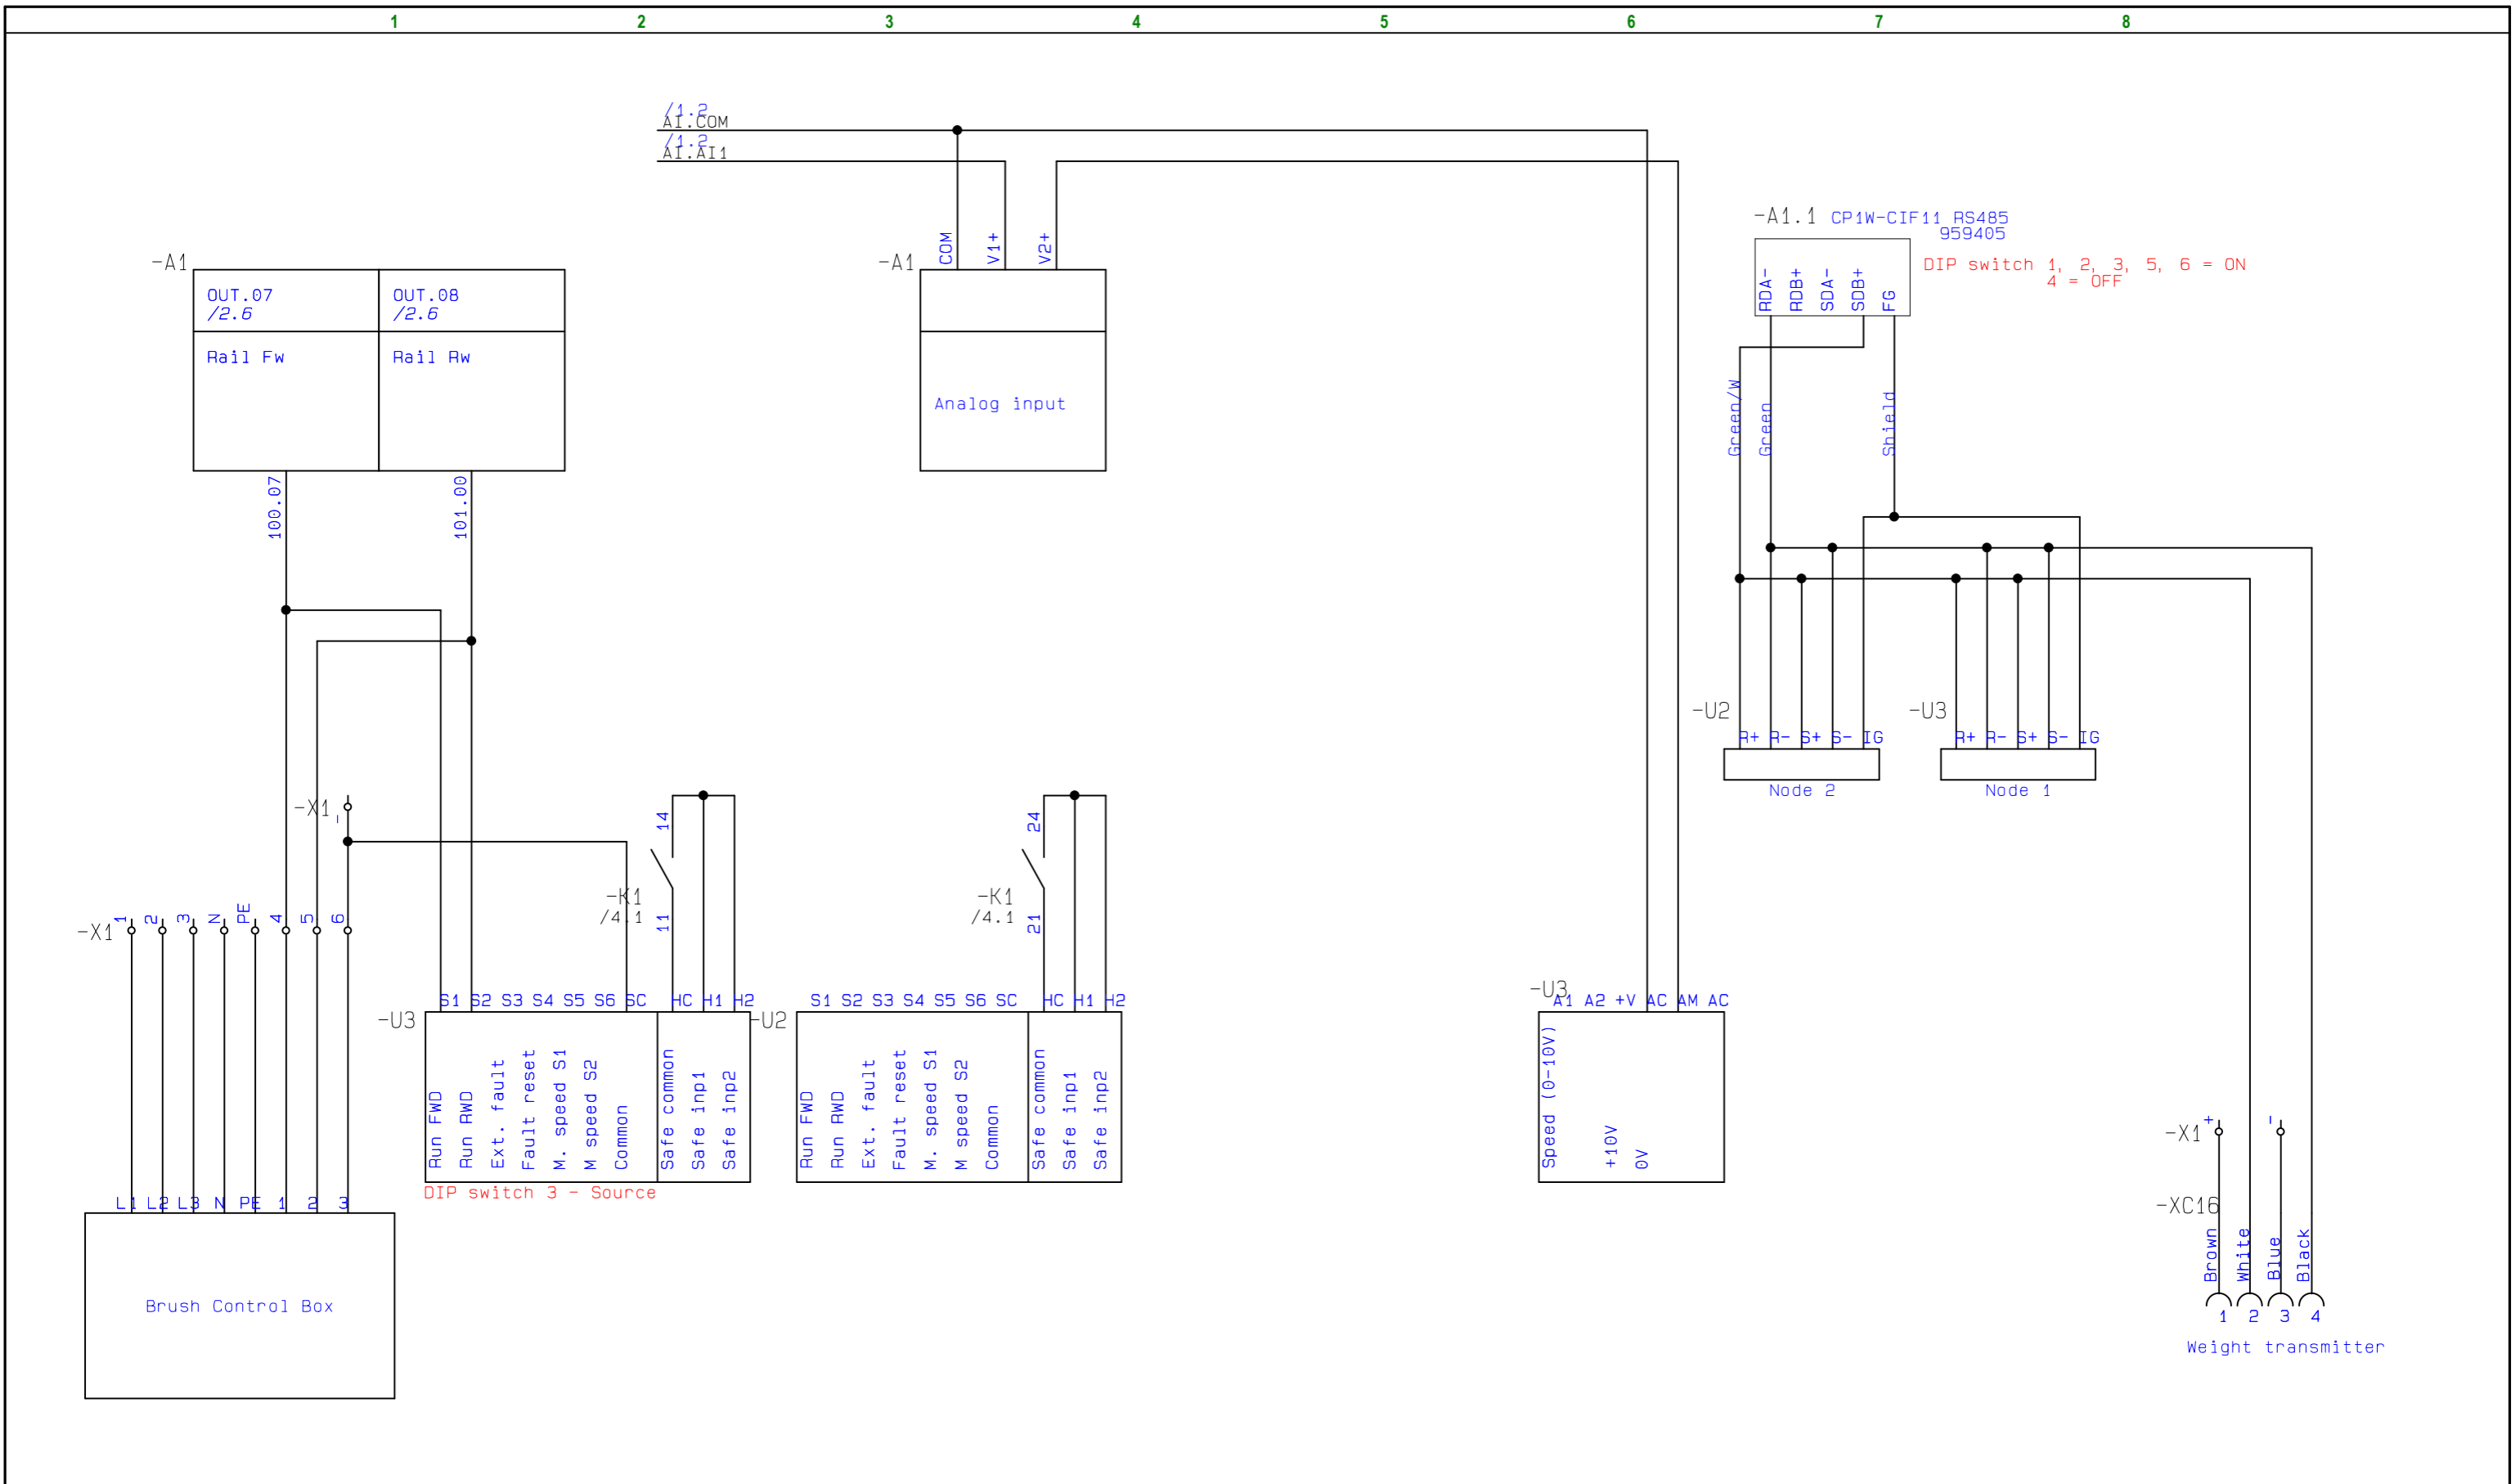 1 2 3 4 5 6 7 8
/1.2
A1.COM
/1.2
AI.AI1
-A1
OUT.07
/2.6
Rail Fw
OUT.08
/2.6
Rail Rw
100.07
101.00
-A1
COM
V1+
V2+
Analog input
-A1.1 CP1W-CIF11 RS485
959405
DIP switch 1, 2, 3, 5, 6 = ON
4 = OFF
RDA-
RDB+
SDA-
SDB+
FG
Green/W
Green
Shield
-U2
R+ R- S+ S- IG
Node 2
-U3
R+ R- S+ S- IG
Node 1
-X1
-
-X1
1
2
3
N
PE
4
5
6
L1 L2 L3 N PE 1 2 3
Brush Control Box
-K1
/4.1
14
11
-U3
S1 S2 S3 S4 S5 S6 SC HC H1 H2
Run FWD
Run RWD
Ext. fault
Fault reset
M. speed S1
M speed S2
Common
Safe common
Safe inp1
Safe inp2
DIP switch 3 - Source
-K1
/4.1
24
21
-U2
S1 S2 S3 S4 S5 S6 SC HC H1 H2
Run FWD
Run RWD
Ext. fault
Fault reset
M. speed S1
M speed S2
Common
Safe common
Safe inp1
Safe inp2
-U3
A1 A2 +V AC AM AC
Speed (0-10V)
+10V
0V
-X1
+
-
-XC16
Brown
White
Blue
Black
1 2 3 4
Weight transmitter